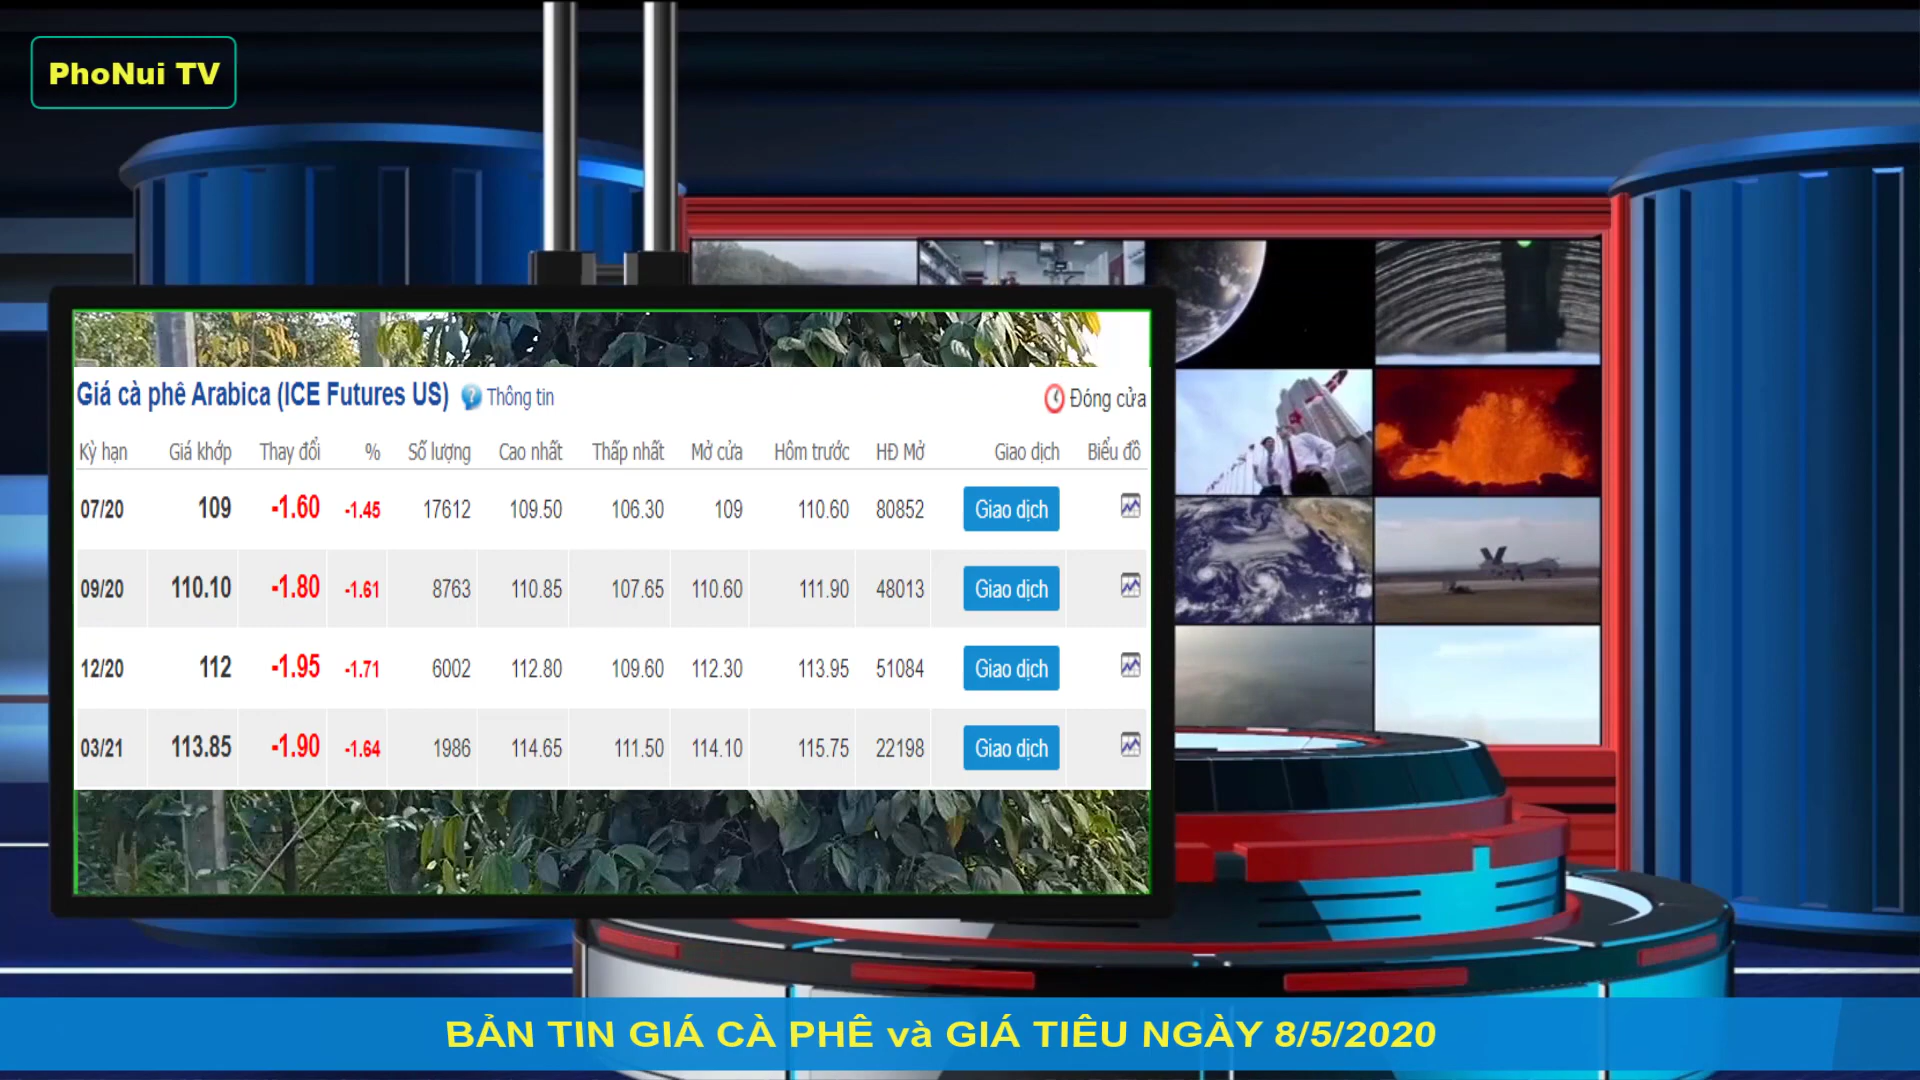 PhoNui TV
Giá cà phê Arabica (ICE Futures US) Thông tin Đóng cửa
Kỳ hạn Giá khớp Thay đổi % Số lượng Cao nhất Thấp nhất Mở cửa Hôm trước HĐ Mở Giao dịch Biểu đồ
07/20 109 -1.60 -1.45 17612 109.50 106.30 109 110.60 80852 Giao dịch
09/20 110.10 -1.80 -1.61 8763 110.85 107.65 110.60 111.90 48013 Giao dịch
12/20 112 -1.95 -1.71 6002 112.80 109.60 112.30 113.95 51084 Giao dịch
03/21 113.85 -1.90 -1.64 1986 114.65 111.50 114.10 115.75 22198 Giao dịch
BẢN TIN GIÁ CÀ PHÊ và GIÁ TIÊU NGÀY 8/5/2020